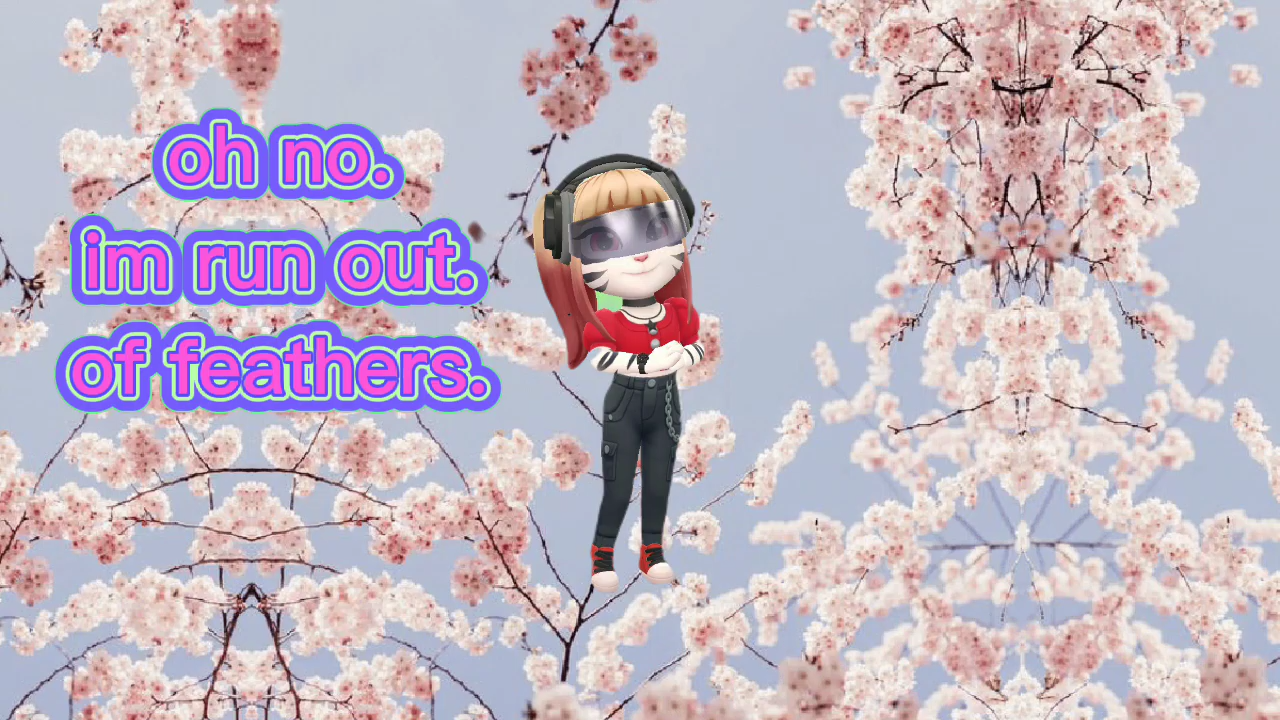 oh no.
im run out.
of feathers.